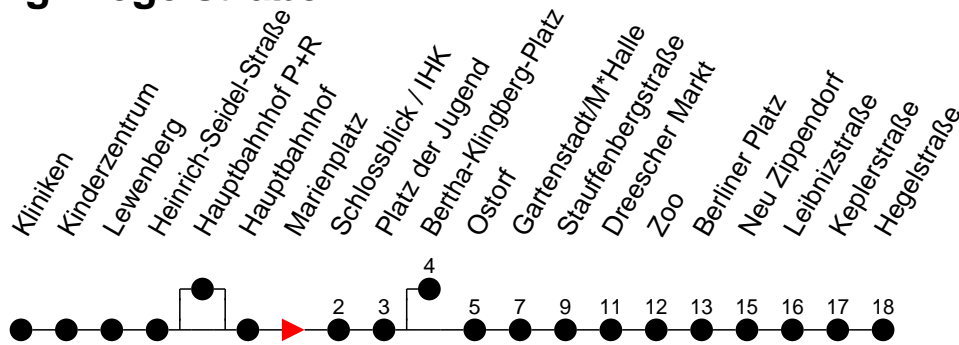 Kliniken
Kinderzentrum
Lewenberg
Heinrich-Seidel-Straße
Hauptbahnhof P+R
Hauptbahnhof
Marienplatz
Schlossblick / IHK
Platz der Jugend
Bertha-Klingberg-Platz
Ostorf
Gartenstadt/M*Halle
Stauffenbergstraße
Dreescher Markt
Zoo
Berliner Platz
Neu Zippendorf
Leibnizstraße
Keplerstraße
Hegelstraße
4
2 3 5 7 9 11 12 13 15 16 17 18